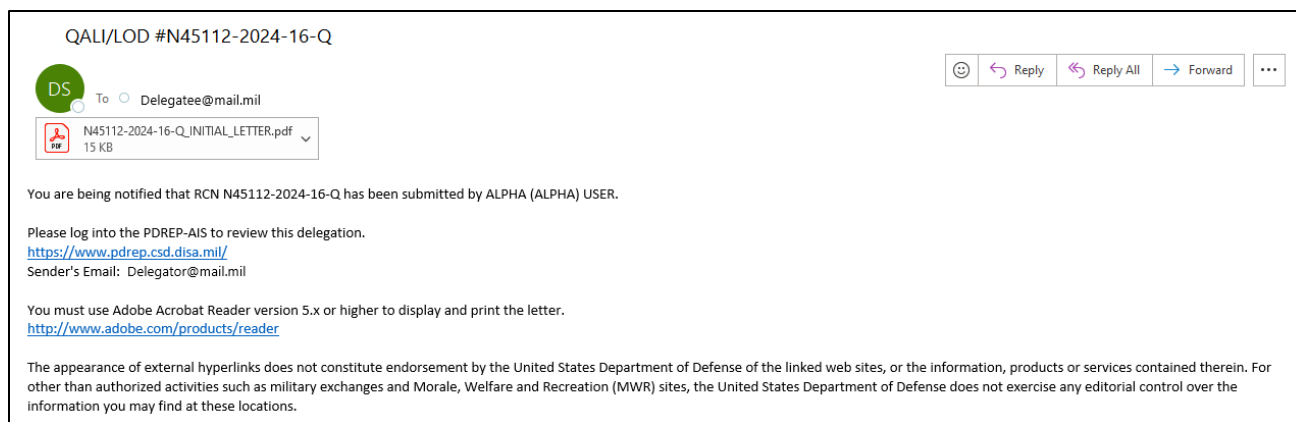 QALI/LOD #N45112-2024-16-Q
Reply
Reply All
Forward
DS
To
Delegatee@mail.mil
PDF
N45112-2024-16-Q_INITIAL_LETTER.pdf
15 KB
You are being notified that RCN N45112-2024-16-Q has been submitted by ALPHA (ALPHA) USER.
Please log into the PDREP-AIS to review this delegation.
https://www.pdrep.csd.disa.mil/
Sender's Email: Delegator@mail.mil
You must use Adobe Acrobat Reader version 5.x or higher to display and print the letter.
http://www.adobe.com/products/reader
The appearance of external hyperlinks does not constitute endorsement by the United States Department of Defense of the linked web sites, or the information, products or services contained therein. For
other than authorized activities such as military exchanges and Morale, Welfare and Recreation (MWR) sites, the United States Department of Defense does not exercise any editorial control over the
information you may find at these locations.